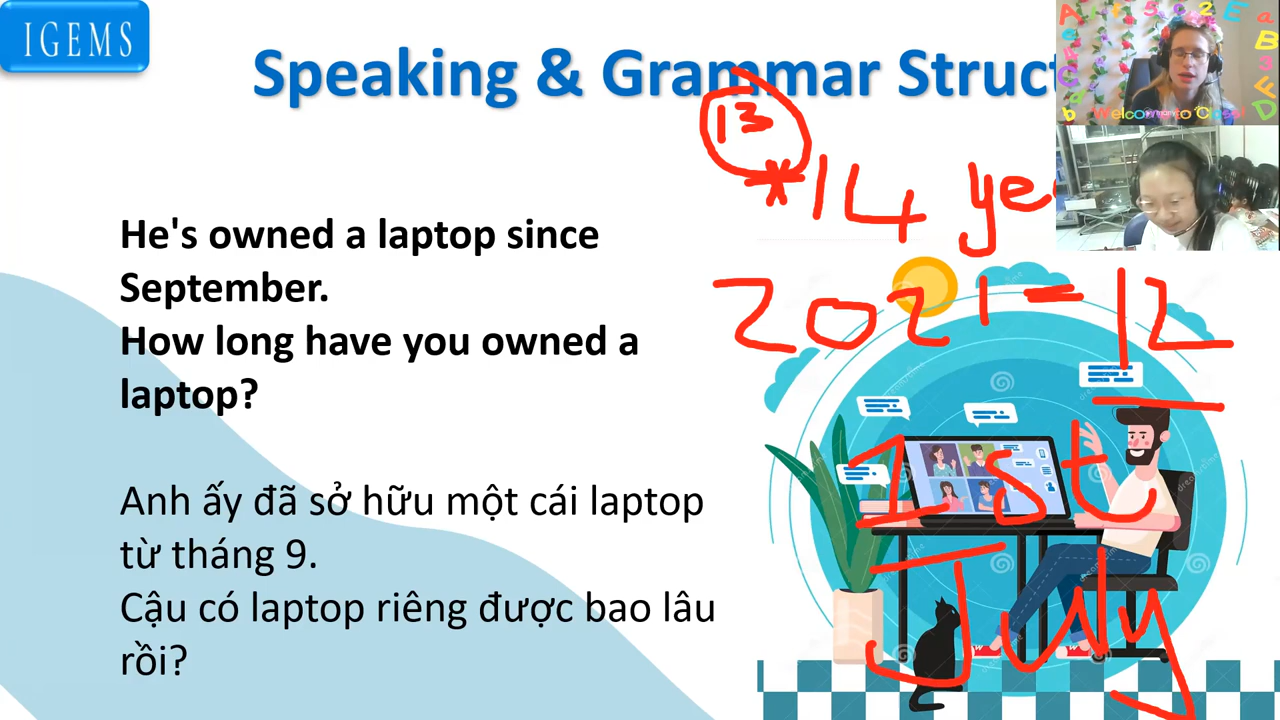 IGEMS
Speaking & Grammar Struct
13
*14 ye
He's owned a laptop since
September.
How long have you owned a
laptop?
2021 = 12
1st
July
Anh ấy đã sở hữu một cái laptop
từ tháng 9.
Cậu có laptop riêng được bao lâu
rồi?
Welcome to